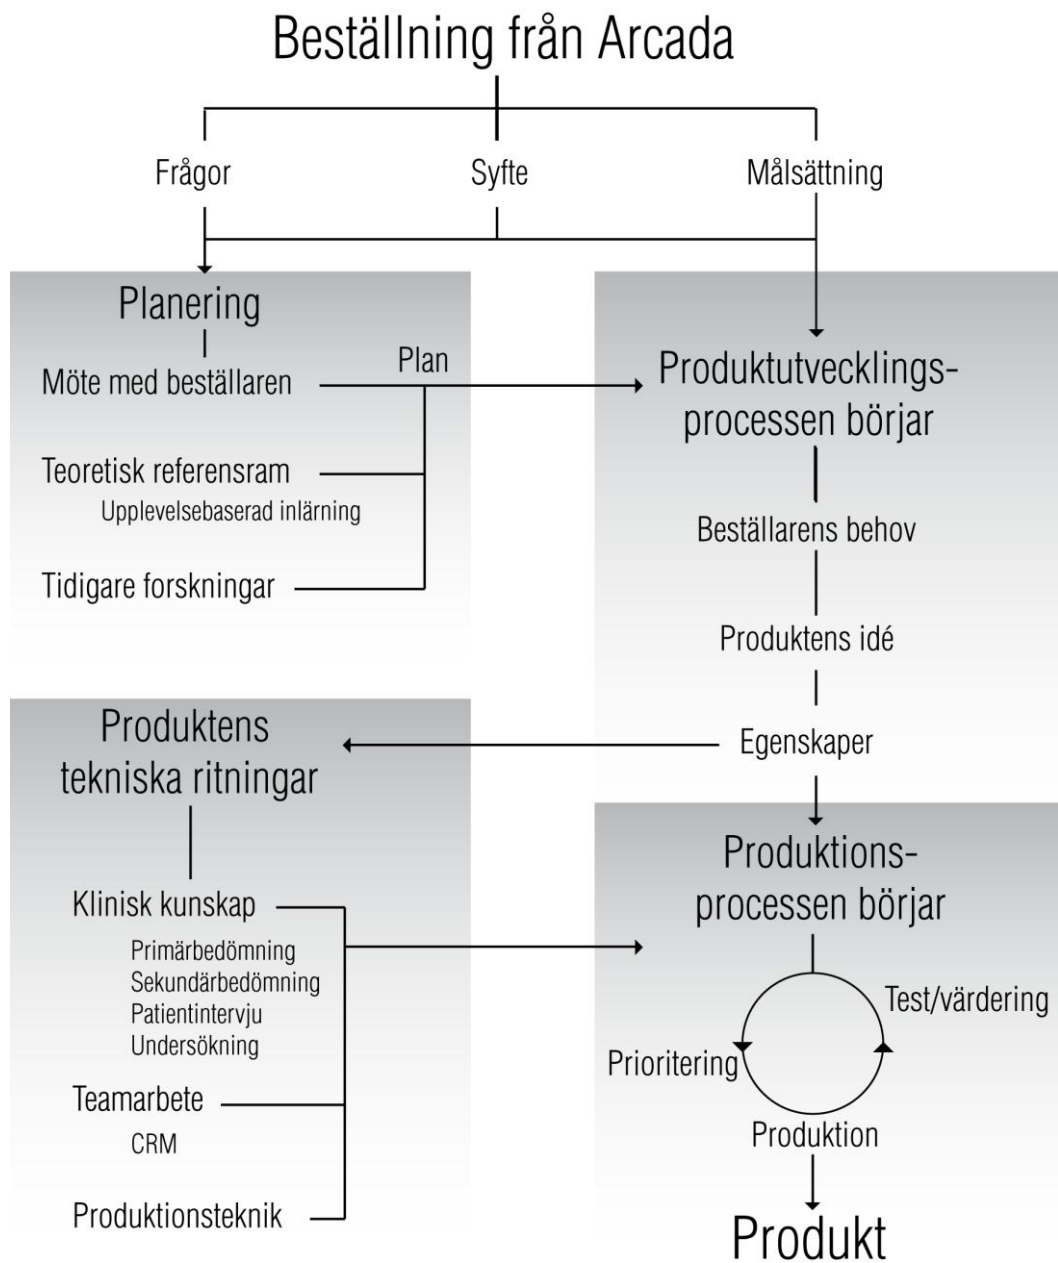 Beställning från Arcada
Frågor
Syfte
Målsättning
Planering
Möte med beställaren
Plan
Teoretisk referensram
Upplevelsebaserad inlärning
Tidigare forskningar
Produktutvecklings-
processen börjar
Beställarens behov
Produktens idé
Egenskaper
Produktens
tekniska ritningar
Klinisk kunskap
Primärbedömning
Sekundärbedömning
Patientintervju
Undersökning
Teamarbete
CRM
Produktionsteknik
Produktions-
processen börjar
Test/värdering
Prioritering
Produktion
Produkt